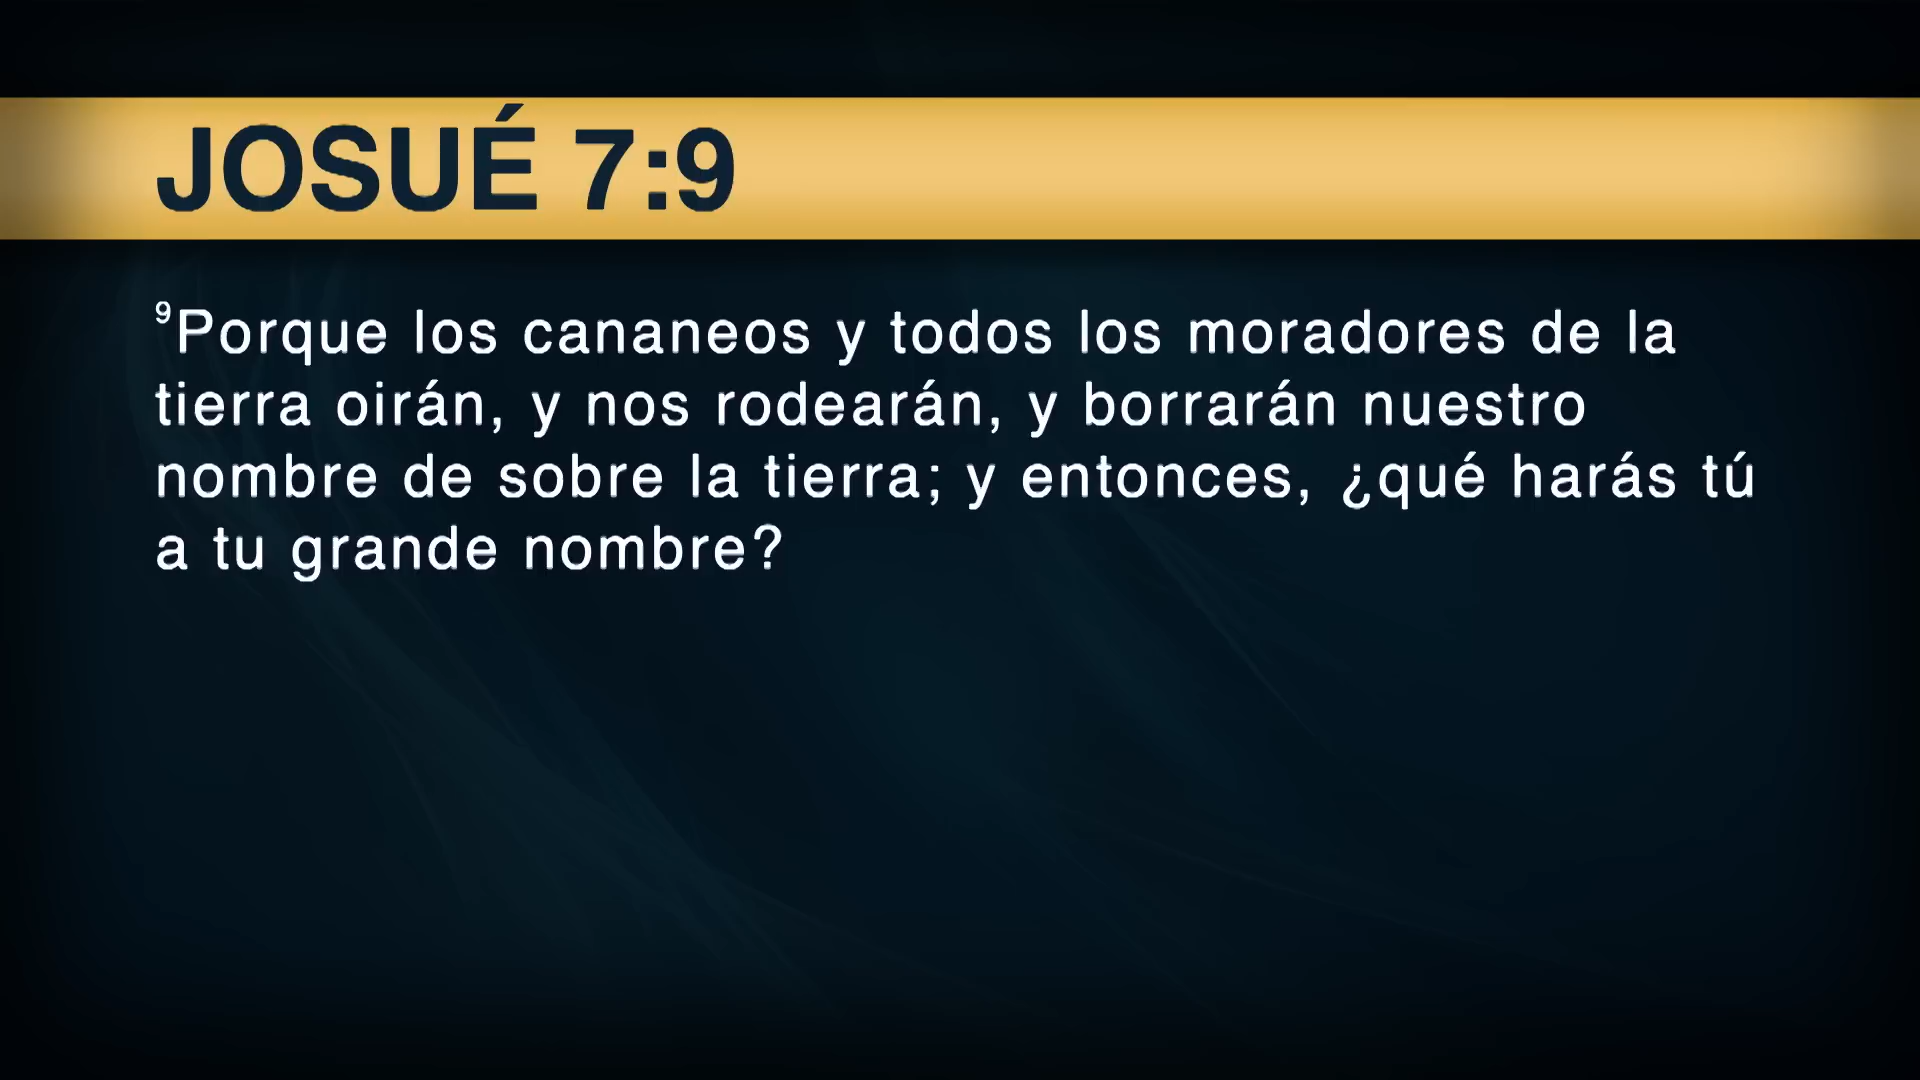 JOSUÉ 7:9
⁹Porque los cananeos y todos los moradores de la
tierra oirán, y nos rodearán, y borrarán nuestro
nombre de sobre la tierra; y entonces, ¿qué harás tú
a tu grande nombre?